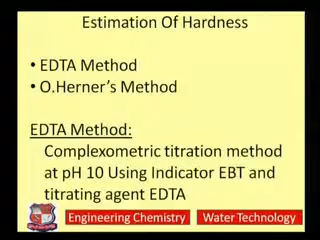 Estimation Of Hardness
• EDTA Method
• O.Herner's Method
EDTA Method:
Complexometric titration method
at pH 10 Using Indicator EBT and
titrating agent EDTA
Engineering Chemistry
Water Technology